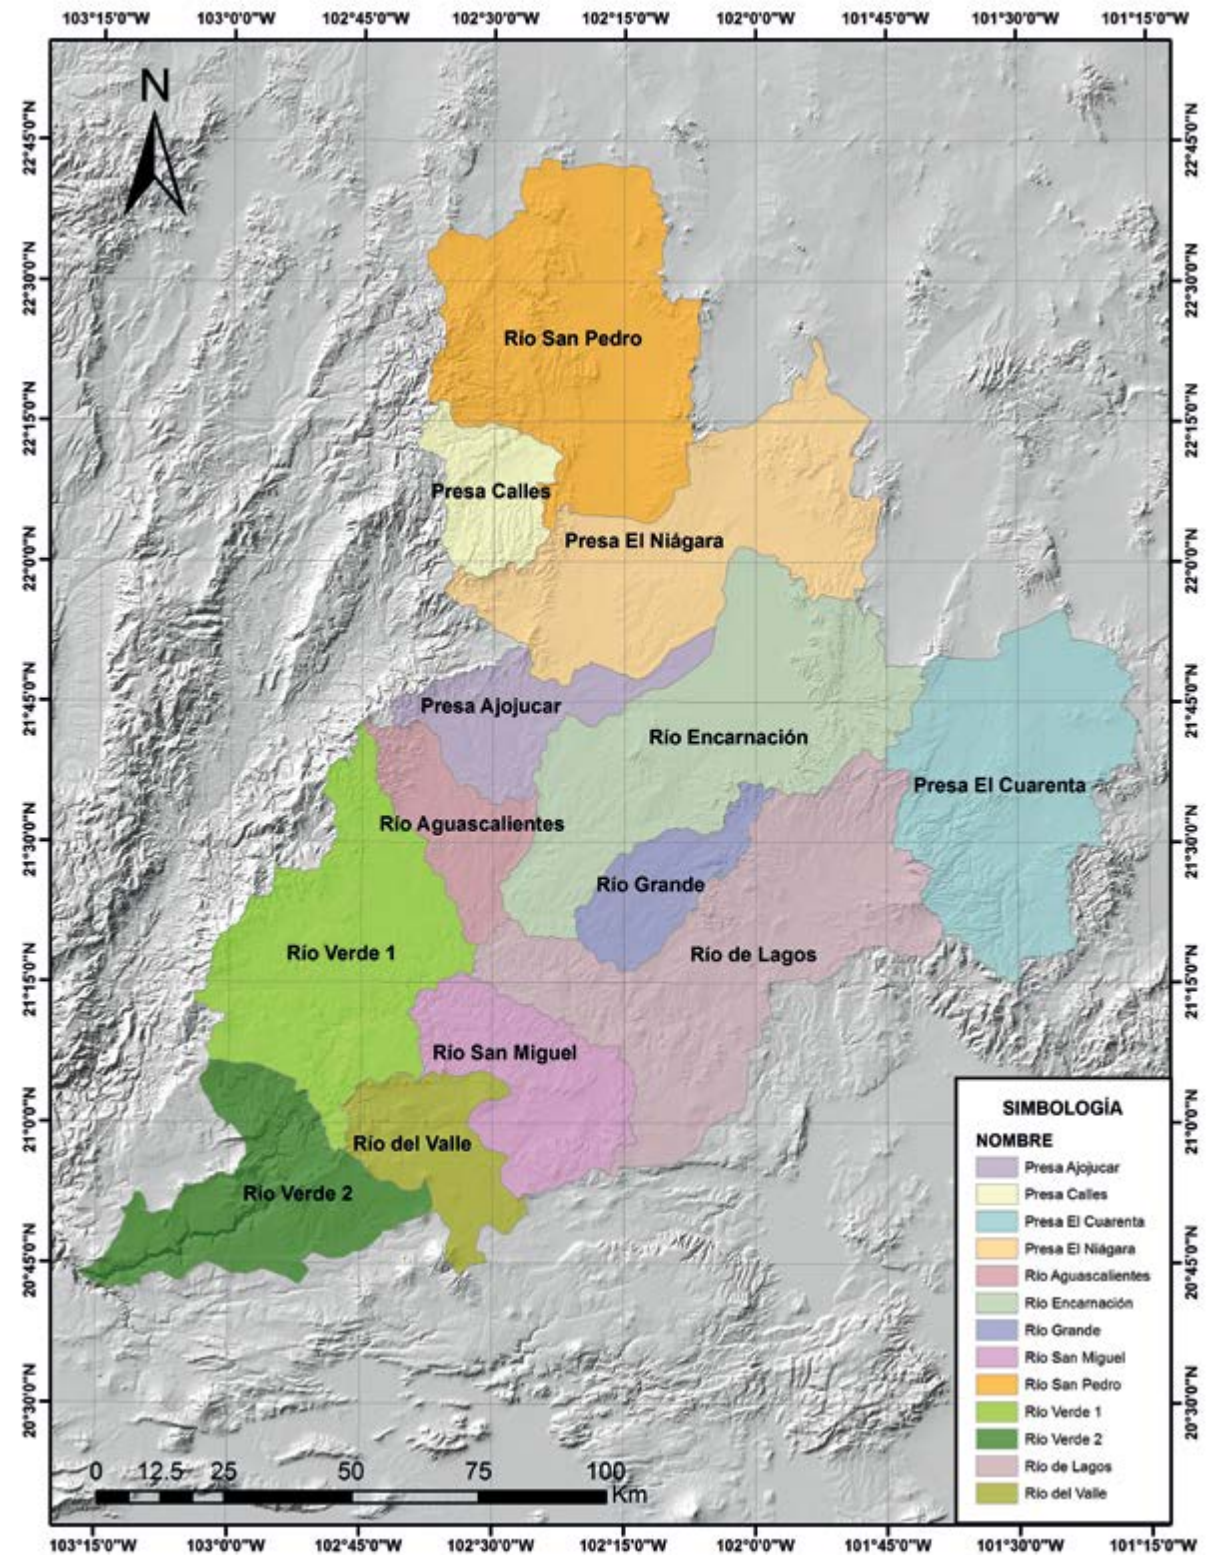 103°15'0"W 103°0'0"W 102°45'0"W 102°30'0"W 102°15'0"W 102°0'0"W 101°45'0"W 101°30'0"W 101°15'0"W
N
22°45'0"N 22°45'0"N
22°30'0"N 22°30'0"N
Río San Pedro
22°15'0"N 22°15'0"N
Presa Calles
Presa El Niágara
22°0'0"N 22°0'0"N
21°45'0"N 21°45'0"N
Presa Ajojucar
Río Encarnación
Presa El Cuarenta
Río Aguascalientes
21°30'0"N 21°30'0"N
Río Grande
Río Verde 1
Río de Lagos
21°15'0"N 21°15'0"N
Río San Miguel
21°0'0"N 21°0'0"N
Río del Valle
Río Verde 2
20°45'0"N 20°45'0"N
20°30'0"N 20°30'0"N
SIMBOLOGÍA
NOMBRE
Presa Ajojucar
Presa Calles
Presa El Cuarenta
Presa El Niágara
Río Aguascalientes
Río Encarnación
Río Grande
Río San Miguel
Río San Pedro
Río Verde 1
Río Verde 2
Río de Lagos
Río del Valle
0 12.5 25 50 75 100
Km
103°15'0"W 103°0'0"W 102°45'0"W 102°30'0"W 102°15'0"W 102°0'0"W 101°45'0"W 101°30'0"W 101°15'0"W